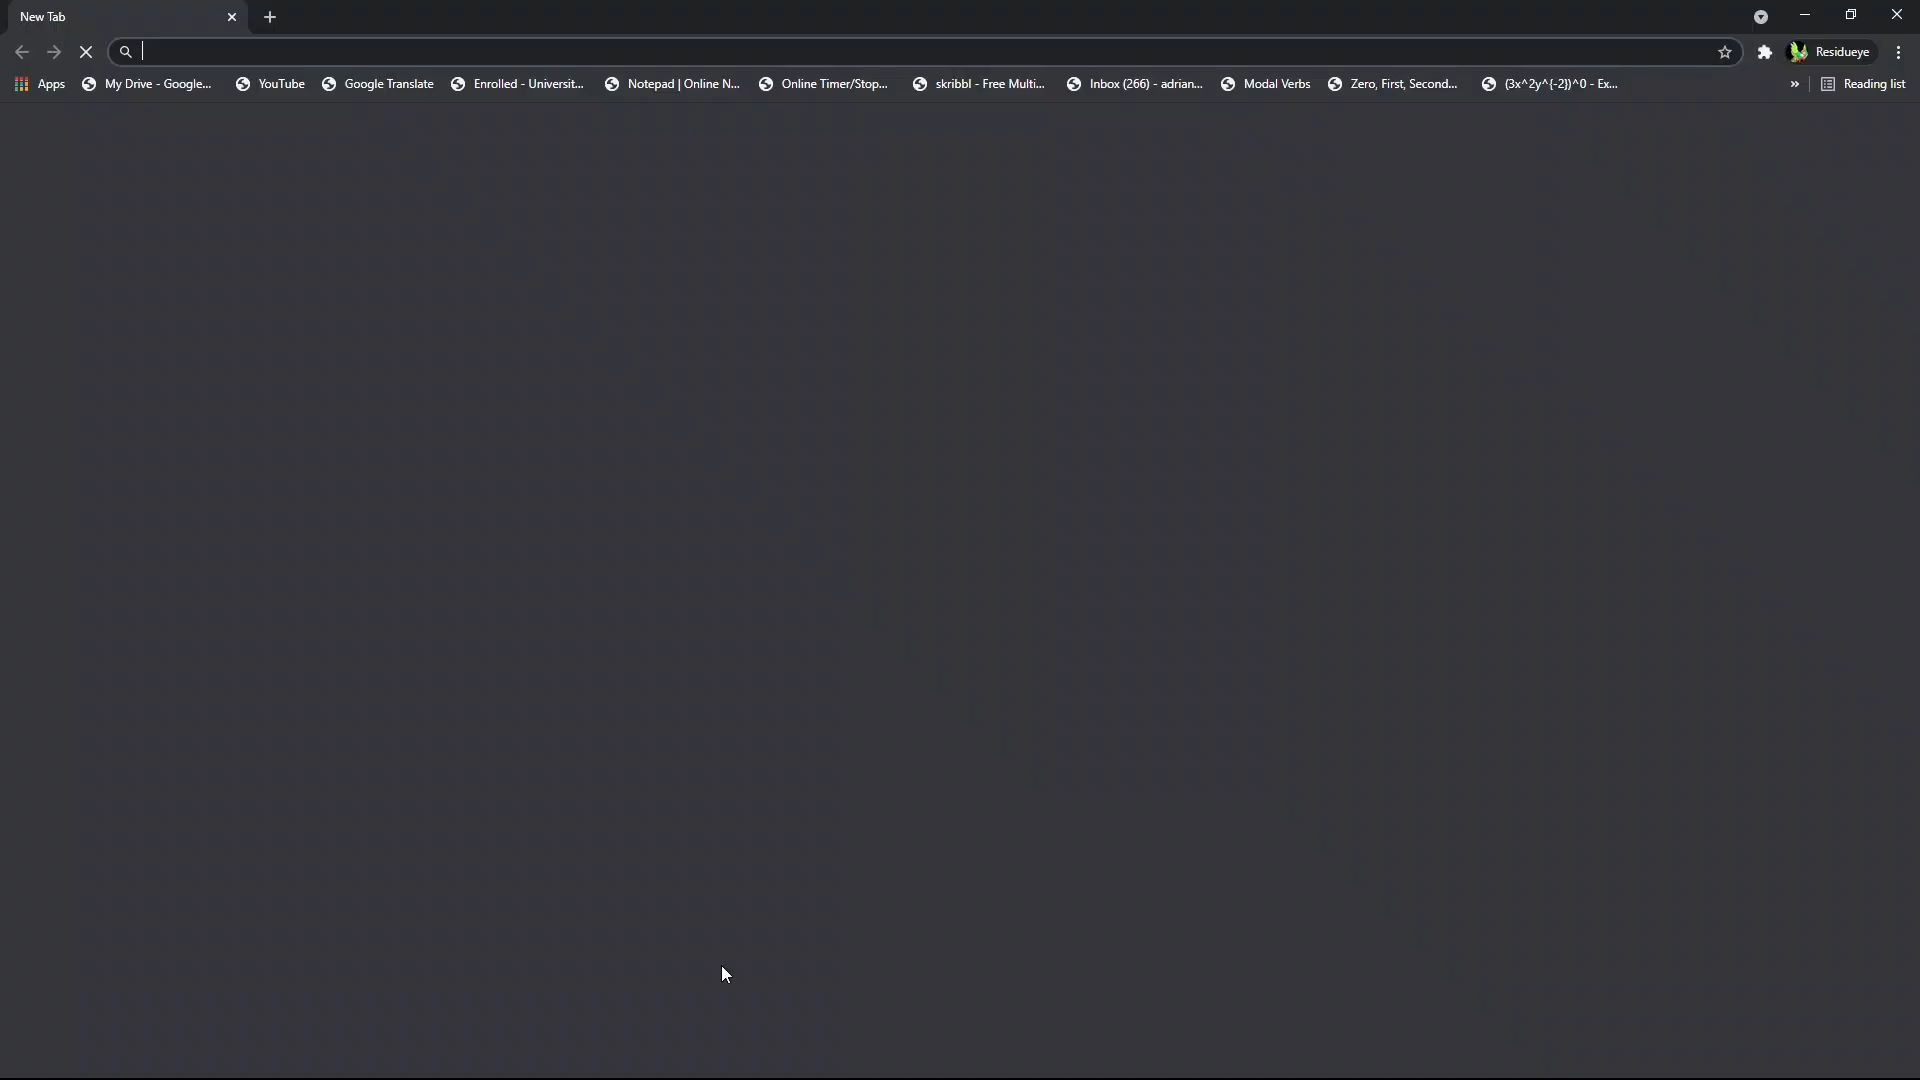 New Tab
Residueye
Apps My Drive - Google... YouTube Google Translate Enrolled - Universit... Notepad | Online N... Online Timer/Stop... skribbl - Free Multi... Inbox (266) - adrian... Modal Verbs Zero, First, Second... (3x^2y^{-2})^0 - Ex... » Reading list